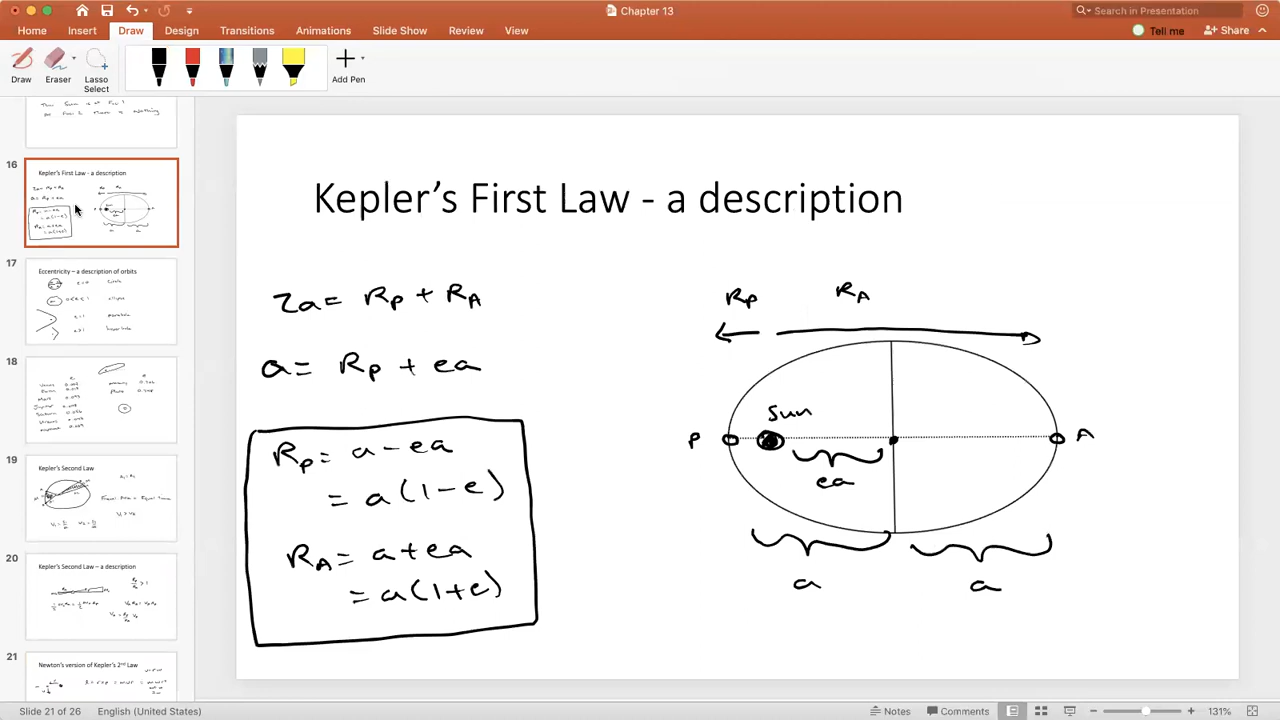 Chapter 13
Search in Presentation
Home Insert Draw Design Transitions Animations Slide Show Review View Tell me Share
Draw Eraser Lasso Select Add Pen
16
Kepler's First Law - a description
17
Eccentricity – a description of orbits
18
19
Kepler's Second Law
20
Kepler's Second Law – a description
21
Newton's version of Kepler's 2nd Law
Kepler's First Law - a description
2a = RP + RA
a = RP + ea
RP = a - ea
= a(1-e)
RA = a + ea
= a(1+e)
RP RA
Sun
P A
ea
a a
Slide 21 of 26 English (United States) Notes Comments 131%